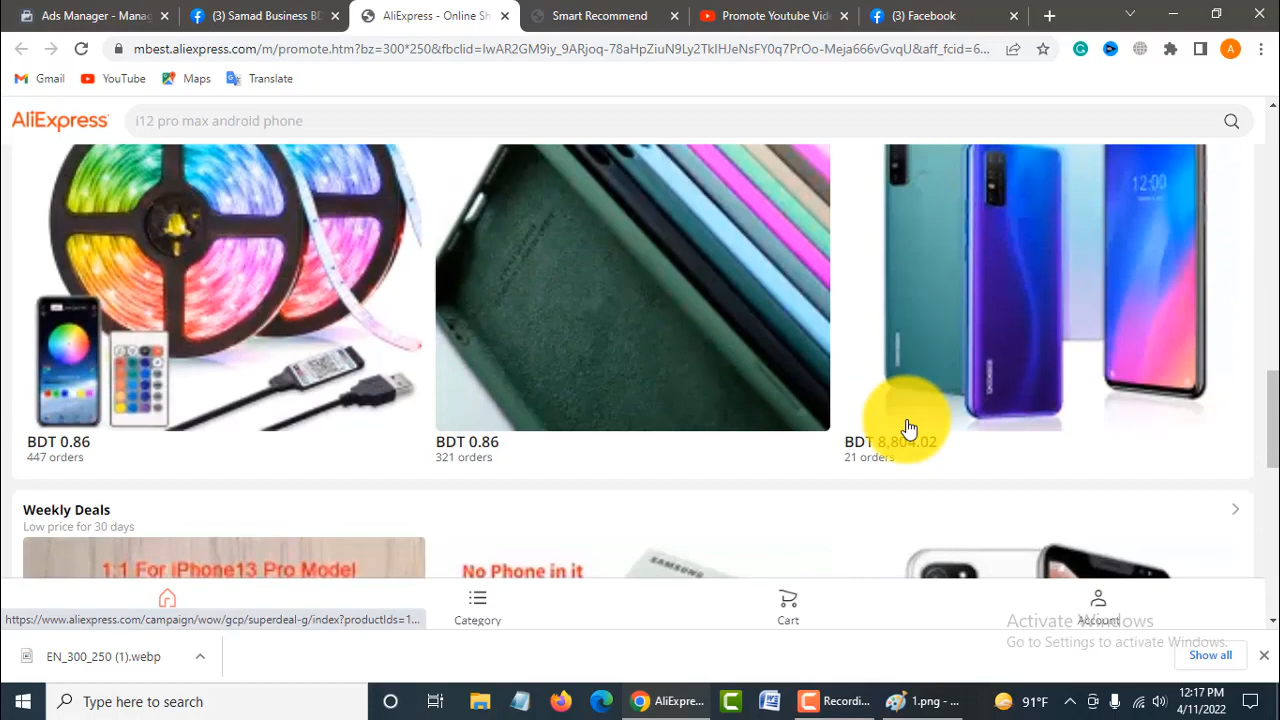 Ads Manager - Manag
(3) Samad Business BD
AliExpress - Online Sh
Smart Recommend
Promote Youtube Vide
(3) Facebook
mbest.aliexpress.com/m/promote.htm?bz=300*250&fbclid=IwAR2GM9iy_9ARjoq-78aHpZiuN9Ly2TkIHJeNsFY0q7PrOo-Meja666vGvqU&aff_fcid=6...
Gmail
YouTube
Maps
Translate
AliExpress
i12 pro max android phone
12:00
BDT 0.86
447 orders
BDT 0.86
321 orders
BDT 8,804.02
21 orders
Weekly Deals
Low price for 30 days
1:1 For iPhone13 Pro Model
No Phone in it
SAMSUNG
Category
Cart
Account
https://www.aliexpress.com/campaign/wow/gcp/superdeal-g/index?productIds=1...
Activate Windows
Go to Settings to activate Windows.
EN_300_250 (1).webp
Show all
Type here to search
AliExpre...
Recordi...
1.png - ...
91°F
12:17 PM
4/11/2022